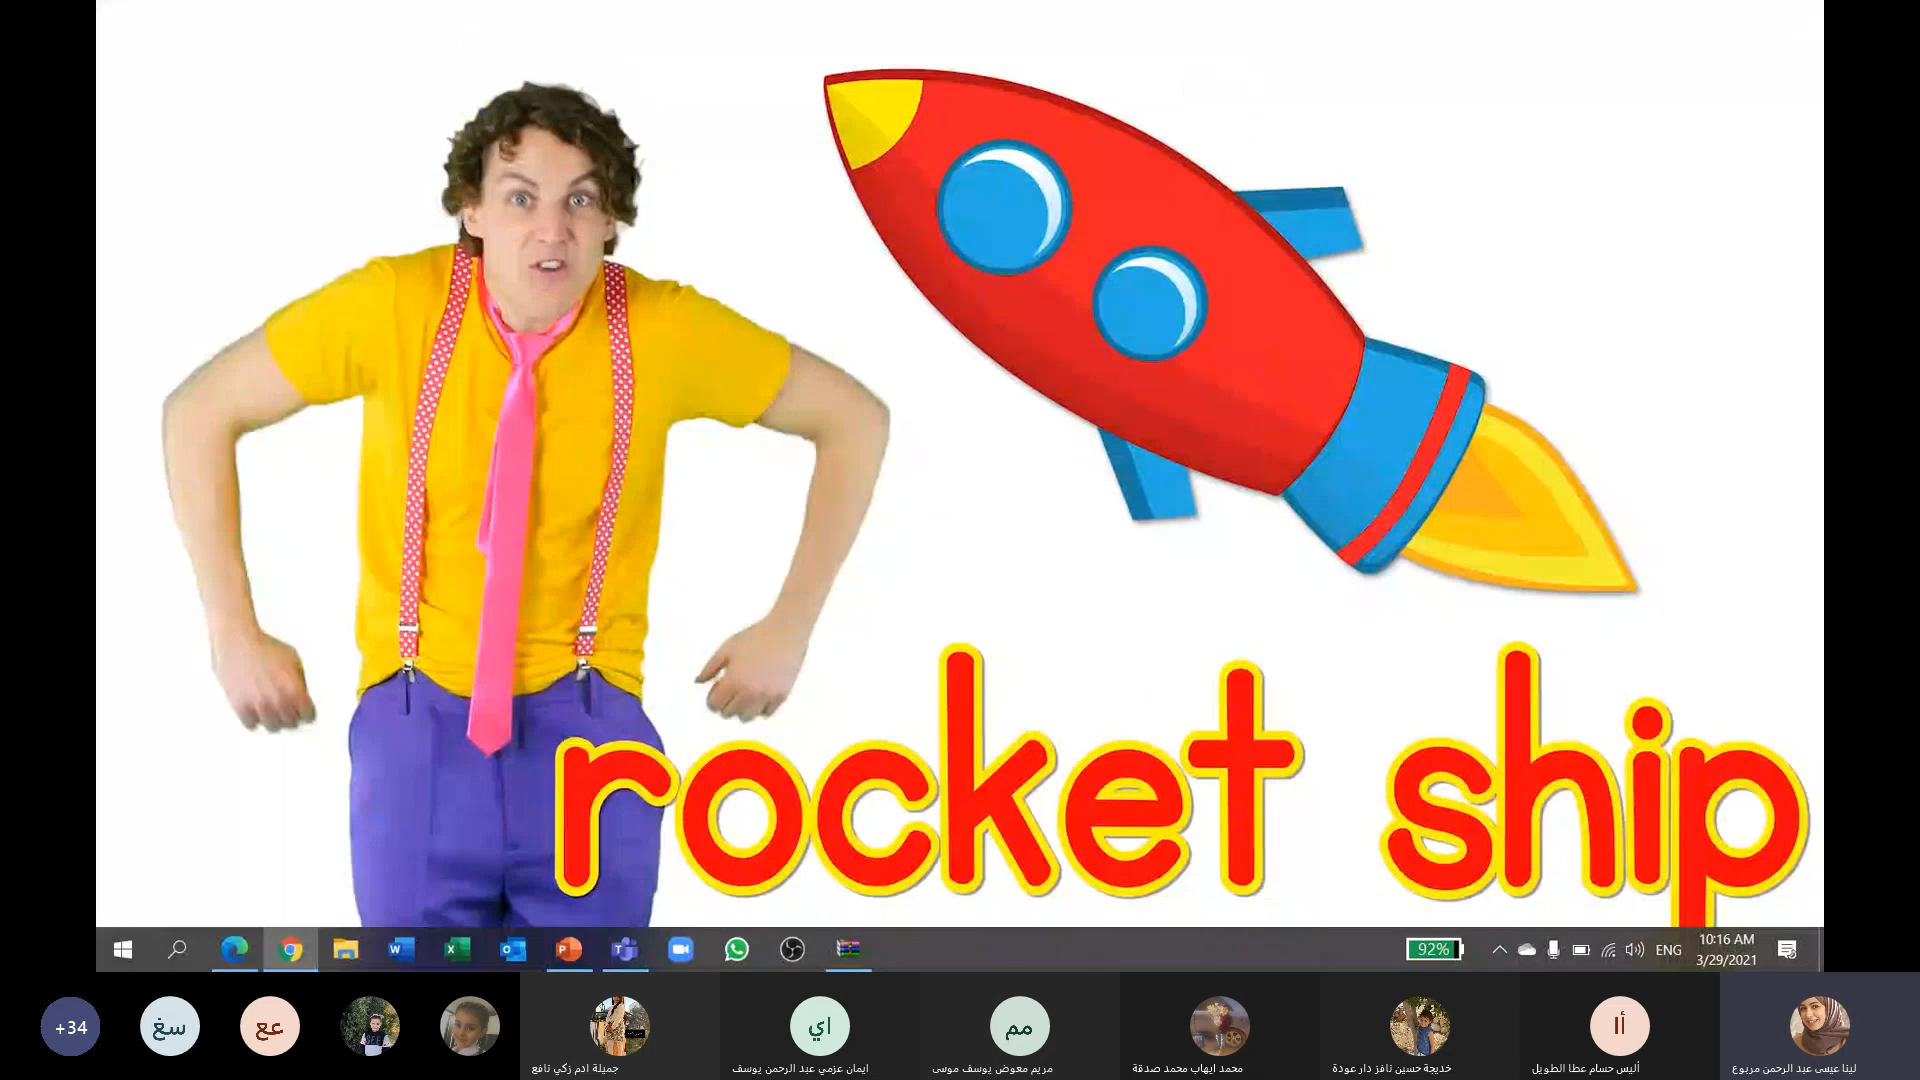 rocket ship
92%
ENG
10:16 AM
3/29/2021
+34
سغ
عع
اي
مم
أا
جميلة ادم زكي نافع
ايمان عزمي عبد الرحمن يوسف
مريم معوض يوسف موسى
محمد ايهاب محمد صدقة
خديجة حسين نافز دار عودة
أليس حسام عطا الطويل
لينا عيسى عبد الرحمن مربوع